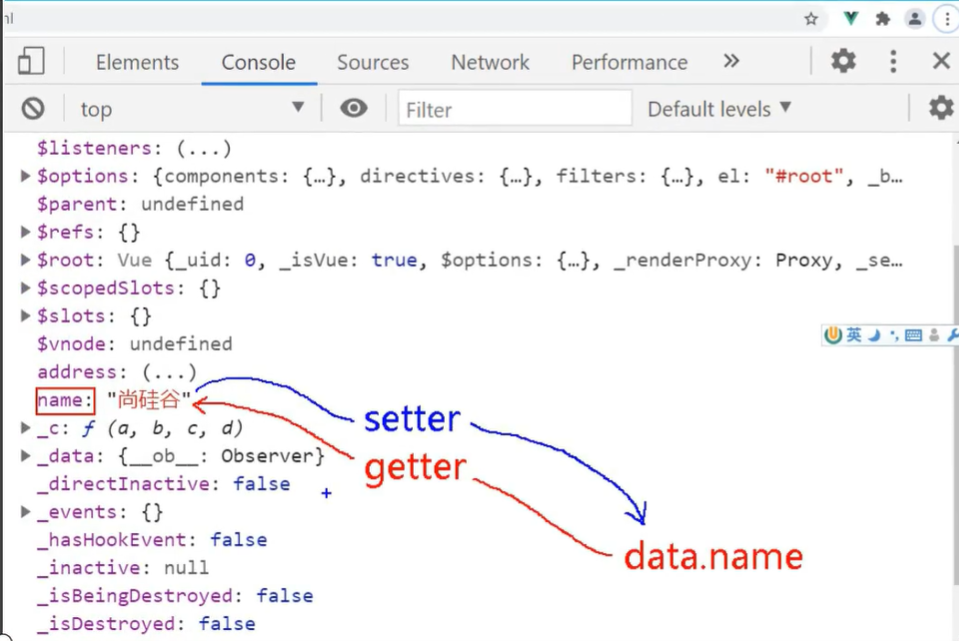 nl
Elements Console Sources Network Performance »
top Filter Default levels
$listeners: (...)
$options: {components: {…}, directives: {…}, filters: {…}, el: "#root", _b…
$parent: undefined
$refs: {}
$root: Vue {_uid: 0, _isVue: true, $options: {…}, _renderProxy: Proxy, _se…
$scopedSlots: {}
$slots: {}
$vnode: undefined
英
address: (...)
name: "尚硅谷"
setter
_c: ƒ (a, b, c, d)
_data: {__ob__: Observer}
getter
_directInactive: false
_events: {}
_hasHookEvent: false
data.name
_inactive: null
_isBeingDestroyed: false
_isDestroyed: false